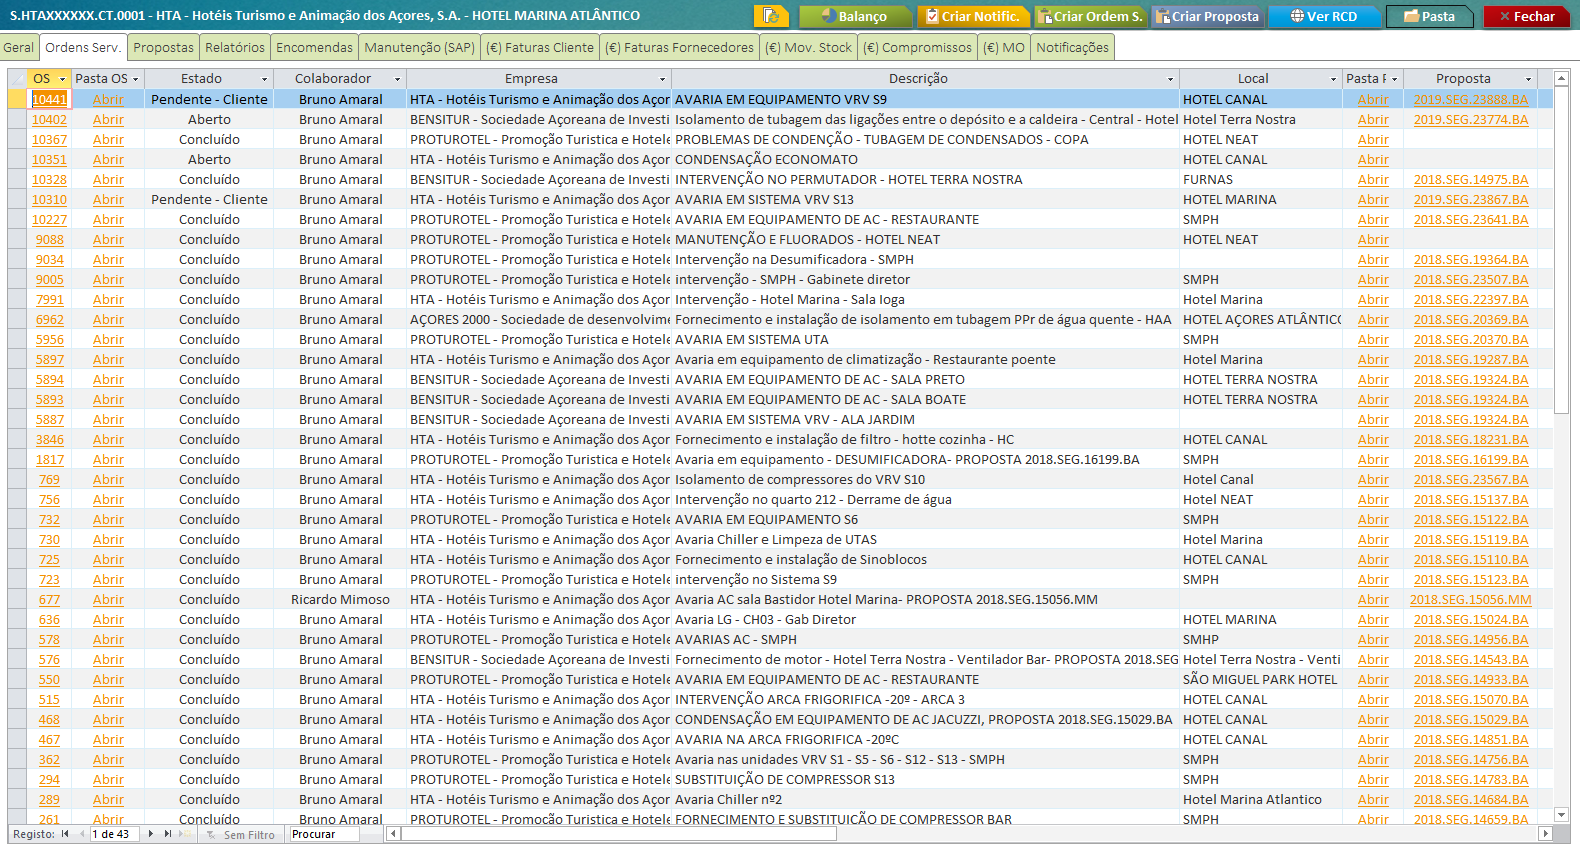 S.HTAXXXXXX.CT.0001 - HTA - Hotéis Turismo e Animação dos Açores, S.A. - HOTEL MARINA ATLÂNTICO Balanço Criar Notific. Criar Ordem S. Criar Proposta Ver RCD Pasta Fechar
Geral Ordens Serv. Propostas Relatórios Encomendas Manutenção (SAP) (€) Faturas Cliente (€) Faturas Fornecedores (€) Mov. Stock (€) Compromissos (€) MO Notificações
OS Pasta OS Estado Colaborador Empresa Descrição Local Pasta P Proposta
10441 Abrir Pendente - Cliente Bruno Amaral HTA - Hotéis Turismo e Animação dos Açor AVARIA EM EQUIPAMENTO VRV S9 HOTEL CANAL Abrir 2019.SEG.23888.BA
10402 Abrir Aberto Bruno Amaral BENSITUR - Sociedade Açoreana de Investi Isolamento de tubagem das ligações entre o depósito e a caldeira - Central - Hotel Hotel Terra Nostra Abrir 2019.SEG.23774.BA
10367 Abrir Concluído Bruno Amaral PROTUROTEL - Promoção Turistica e Hotele PROBLEMAS DE CONDENÇÃO - TUBAGEM DE CONDENSADOS - COPA HOTEL NEAT Abrir
10351 Abrir Aberto Bruno Amaral HTA - Hotéis Turismo e Animação dos Açor CONDENSAÇÃO ECONOMATO HOTEL CANAL Abrir
10328 Abrir Concluído Bruno Amaral BENSITUR - Sociedade Açoreana de Investi INTERVENÇÃO NO PERMUTADOR - HOTEL TERRA NOSTRA FURNAS Abrir 2018.SEG.14975.BA
10310 Abrir Pendente - Cliente Bruno Amaral HTA - Hotéis Turismo e Animação dos Açor AVARIA EM SISTEMA VRV S13 HOTEL MARINA Abrir 2019.SEG.23867.BA
10227 Abrir Concluído Bruno Amaral PROTUROTEL - Promoção Turistica e Hotele AVARIA EM EQUIPAMENTO DE AC - RESTAURANTE SMPH Abrir 2018.SEG.23641.BA
9088 Abrir Concluído Bruno Amaral PROTUROTEL - Promoção Turistica e Hotele MANUTENÇÃO E FLUORADOS - HOTEL NEAT HOTEL NEAT Abrir
9034 Abrir Concluído Bruno Amaral PROTUROTEL - Promoção Turistica e Hotele Intervenção na Desumificadora - SMPH Abrir 2018.SEG.19364.BA
9005 Abrir Concluído Bruno Amaral PROTUROTEL - Promoção Turistica e Hotele intervenção - SMPH - Gabinete diretor SMPH Abrir 2018.SEG.23507.BA
7991 Abrir Concluído Bruno Amaral HTA - Hotéis Turismo e Animação dos Açor Intervenção - Hotel Marina - Sala Ioga Hotel Marina Abrir 2018.SEG.22397.BA
6962 Abrir Concluído Bruno Amaral AÇORES 2000 - Sociedade de desenvolvime Fornecimento e instalação de isolamento em tubagem PPr de água quente - HAA HOTEL AÇORES ATLÂNTICO Abrir 2018.SEG.20369.BA
5956 Abrir Concluído Bruno Amaral PROTUROTEL - Promoção Turistica e Hotele AVARIA EM SISTEMA UTA SMPH Abrir 2018.SEG.20370.BA
5897 Abrir Concluído Bruno Amaral HTA - Hotéis Turismo e Animação dos Açor Avaria em equipamento de climatização - Restaurante poente Hotel Marina Abrir 2018.SEG.19287.BA
5894 Abrir Concluído Bruno Amaral BENSITUR - Sociedade Açoreana de Investi AVARIA EM EQUIPAMENTO DE AC - SALA PRETO HOTEL TERRA NOSTRA Abrir 2018.SEG.19324.BA
5893 Abrir Concluído Bruno Amaral BENSITUR - Sociedade Açoreana de Investi AVARIA EM EQUIPAMENTO DE AC - SALA BOATE HOTEL TERRA NOSTRA Abrir 2018.SEG.19324.BA
5887 Abrir Concluído Bruno Amaral BENSITUR - Sociedade Açoreana de Investi AVARIA EM SISTEMA VRV - ALA JARDIM Abrir 2018.SEG.19324.BA
3846 Abrir Concluído Bruno Amaral HTA - Hotéis Turismo e Animação dos Açor Fornecimento e instalação de filtro - hotte cozinha - HC HOTEL CANAL Abrir 2018.SEG.18231.BA
1817 Abrir Concluído Bruno Amaral PROTUROTEL - Promoção Turistica e Hotele Avaria em equipamento - DESUMIFICADORA- PROPOSTA 2018.SEG.16199.BA SMPH Abrir 2018.SEG.16199.BA
769 Abrir Concluído Bruno Amaral HTA - Hotéis Turismo e Animação dos Açor Isolamento de compressores do VRV S10 Hotel Canal Abrir 2018.SEG.23567.BA
756 Abrir Concluído Bruno Amaral HTA - Hotéis Turismo e Animação dos Açor Intervenção no quarto 212 - Derrame de água Hotel NEAT Abrir 2018.SEG.15137.BA
732 Abrir Concluído Bruno Amaral PROTUROTEL - Promoção Turistica e Hotele AVARIA EM EQUIPAMENTO S6 SMPH Abrir 2018.SEG.15122.BA
730 Abrir Concluído Bruno Amaral HTA - Hotéis Turismo e Animação dos Açor Avaria Chiller e Limpeza de UTAS Hotel Marina Abrir 2018.SEG.15119.BA
725 Abrir Concluído Bruno Amaral HTA - Hotéis Turismo e Animação dos Açor Fornecimento e instalação de Sinoblocos HOTEL CANAL Abrir 2018.SEG.15110.BA
723 Abrir Concluído Bruno Amaral PROTUROTEL - Promoção Turistica e Hotele intervenção no Sistema S9 SMPH Abrir 2018.SEG.15123.BA
677 Abrir Concluído Ricardo Mimoso HTA - Hotéis Turismo e Animação dos Açor Avaria AC sala Bastidor Hotel Marina- PROPOSTA 2018.SEG.15056.MM Abrir 2018.SEG.15056.MM
636 Abrir Concluído Bruno Amaral HTA - Hotéis Turismo e Animação dos Açor Avaria LG - CH03 - Gab Diretor HOTEL MARINA Abrir 2018.SEG.15024.BA
578 Abrir Concluído Bruno Amaral PROTUROTEL - Promoção Turistica e Hotele AVARIAS AC - SMPH SMHP Abrir 2018.SEG.14956.BA
576 Abrir Concluído Bruno Amaral BENSITUR - Sociedade Açoreana de Investi Fornecimento de motor - Hotel Terra Nostra - Ventilador Bar- PROPOSTA 2018.SEG Hotel Terra Nostra - Venti Abrir 2018.SEG.14543.BA
550 Abrir Concluído Bruno Amaral PROTUROTEL - Promoção Turistica e Hotele AVARIA EM EQUIPAMENTO DE AC - RESTAURANTE SÃO MIGUEL PARK HOTEL Abrir 2018.SEG.14933.BA
515 Abrir Concluído Bruno Amaral HTA - Hotéis Turismo e Animação dos Açor INTERVENÇÃO ARCA FRIGORIFICA -20º - ARCA 3 HOTEL CANAL Abrir 2018.SEG.15070.BA
468 Abrir Concluído Bruno Amaral HTA - Hotéis Turismo e Animação dos Açor CONDENSAÇÃO EM EQUIPAMENTO DE AC JACUZZI, PROPOSTA 2018.SEG.15029.BA HOTEL CANAL Abrir 2018.SEG.15029.BA
467 Abrir Concluído Bruno Amaral HTA - Hotéis Turismo e Animação dos Açor AVARIA NA ARCA FRIGORIFICA -20ºC HOTEL CANAL Abrir 2018.SEG.14851.BA
362 Abrir Concluído Bruno Amaral PROTUROTEL - Promoção Turistica e Hotele Avaria nas unidades VRV S1 - S5 - S6 - S12 - S13 - SMPH SMPH Abrir 2018.SEG.14756.BA
294 Abrir Concluído Bruno Amaral PROTUROTEL - Promoção Turistica e Hotele SUBSTITUIÇÃO DE COMPRESSOR S13 SMPH Abrir 2018.SEG.14783.BA
289 Abrir Concluído Bruno Amaral HTA - Hotéis Turismo e Animação dos Açor Avaria Chiller nº2 Hotel Marina Atlantico Abrir 2018.SEG.14684.BA
261 Abrir Concluído Bruno Amaral PROTUROTEL - Promoção Turistica e Hotele FORNECIMENTO E SUBSTITUIÇÃO DE COMPRESSOR BAR SMPH Abrir 2018.SEG.14659.BA
Registo: 1 de 43 Sem Filtro Procurar